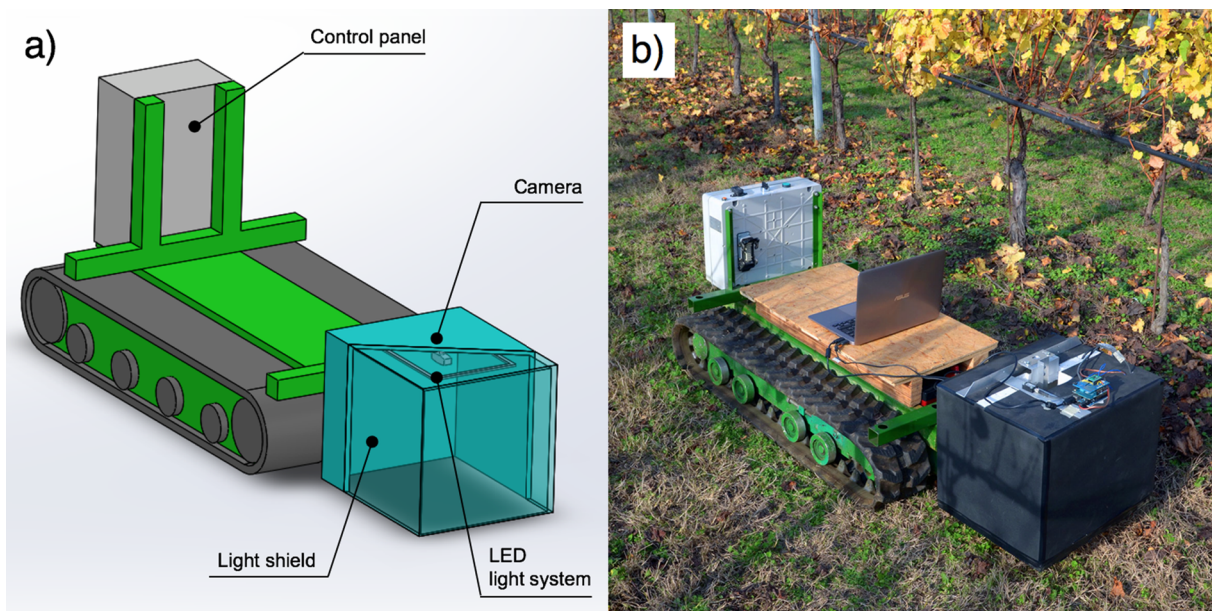 a)
Control panel
Camera
Light shield
LED
light system
b)
ASUS